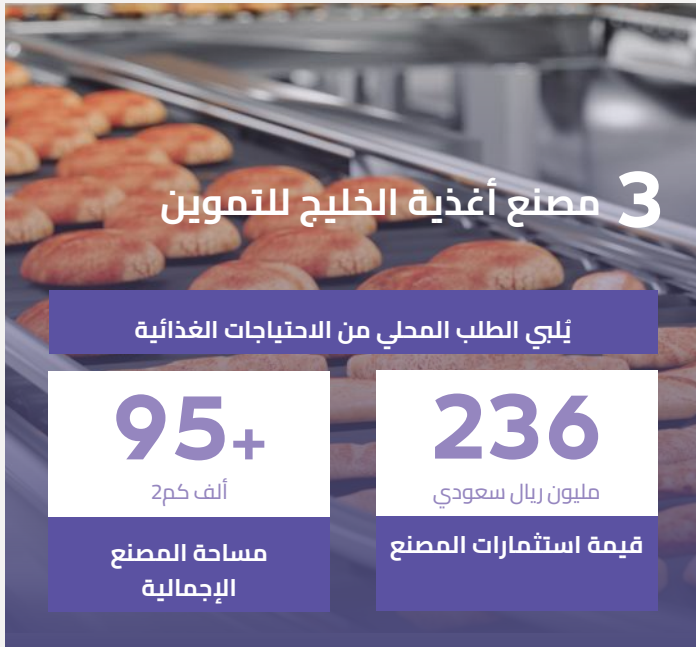 3 مصنع أغذية الخليج للتموين
يُلبي الطلب المحلي من الاحتياجات الغذائية
236
مليون ريال سعودي
قيمة استثمارات المصنع
95+
ألف كم2
مساحة المصنع
الإجمالية